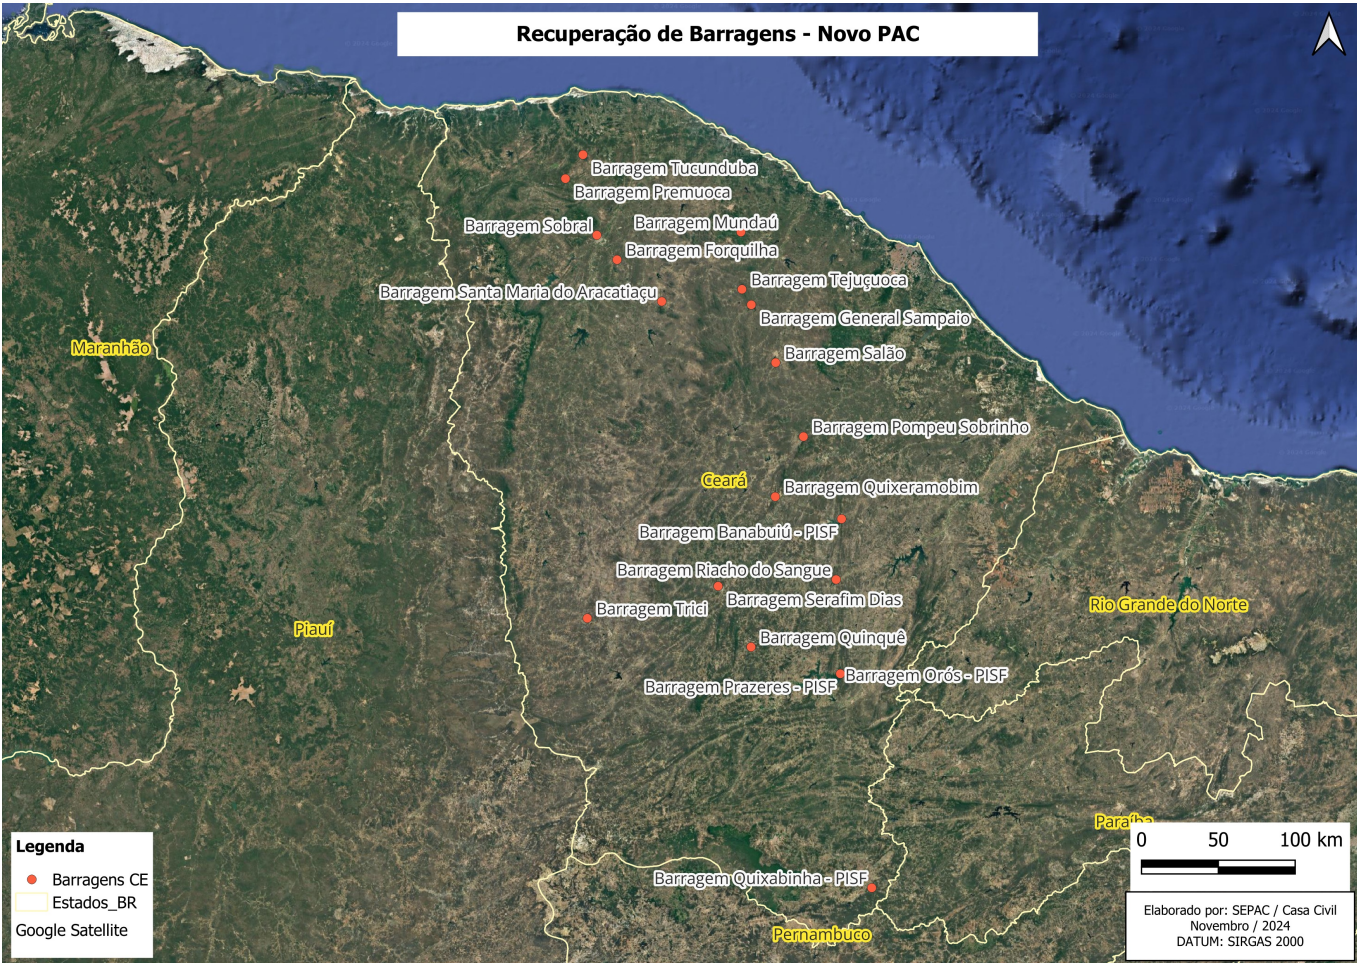 Recuperação de Barragens - Novo PAC
Barragem Tucunduba
Barragem Premuoca
Barragem Sobral
Barragem Mundaú
Barragem Forquilha
Barragem Tejuçuoca
Barragem Santa Maria do Aracatiaçu
Barragem General Sampaio
Maranhão
Barragem Salão
Barragem Pompeu Sobrinho
Ceará
Barragem Quixeramobim
Barragem Banabuiú - PISF
Barragem Riacho do Sangue
Barragem Serafim Dias
Barragem Trici
Rio Grande do Norte
Piauí
Barragem Quinquê
Barragem Orós - PISF
Barragem Prazeres - PISF
Paraíba
Barragem Quixabinha - PISF
Pernambuco
Legenda
Barragens CE
Estados_BR
Google Satellite
0 50 100 km
Elaborado por: SEPAC / Casa Civil
Novembro / 2024
DATUM: SIRGAS 2000